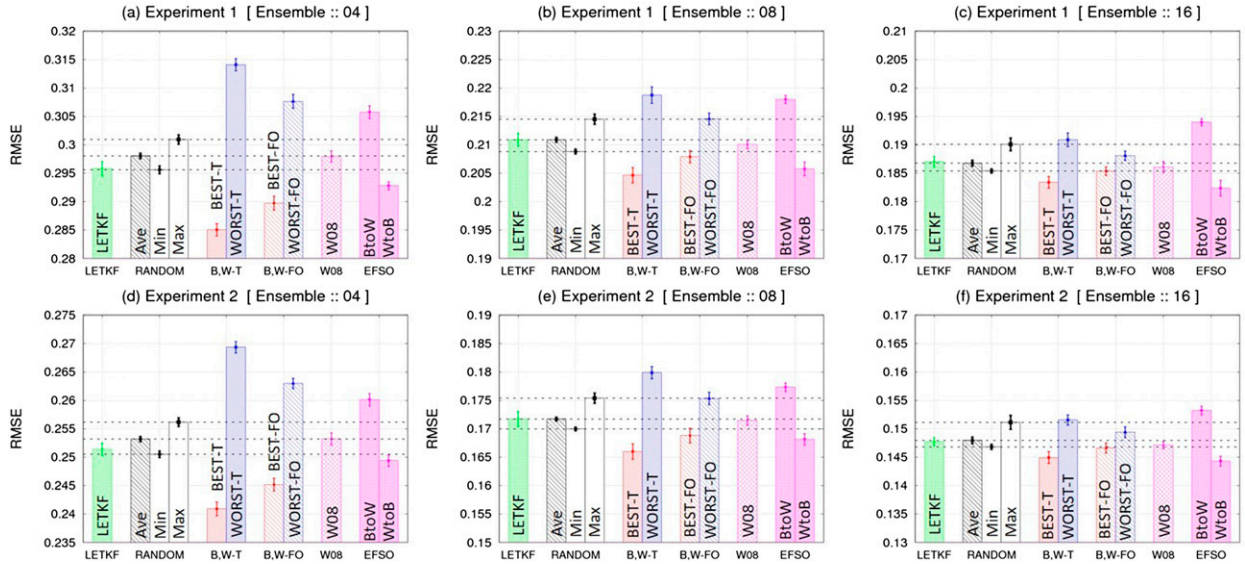 (a) Experiment 1 [ Ensemble :: 04 ]
RMSE
0.32
0.315
0.31
0.305
0.3
0.295
0.29
0.285
0.28
LETKF
Ave
Min
Max
BEST-T
WORST-T
BEST-FO
WORST-FO
W08
BtoW
WtoB
LETKF RANDOM B,W-T B,W-FO W08 EFSO
(b) Experiment 1 [ Ensemble :: 08 ]
RMSE
0.23
0.225
0.22
0.215
0.21
0.205
0.2
0.195
0.19
LETKF
Ave
Min
Max
BEST-T
WORST-T
BEST-FO
WORST-FO
W08
BtoW
WtoB
LETKF RANDOM B,W-T B,W-FO W08 EFSO
(c) Experiment 1 [ Ensemble :: 16 ]
RMSE
0.21
0.205
0.2
0.195
0.19
0.185
0.18
0.175
0.17
LETKF
Ave
Min
Max
BEST-T
WORST-T
BEST-FO
WORST-FO
W08
BtoW
WtoB
LETKF RANDOM B,W-T B,W-FO W08 EFSO
(d) Experiment 2 [ Ensemble :: 04 ]
RMSE
0.275
0.27
0.265
0.26
0.255
0.25
0.245
0.24
0.235
LETKF
Ave
Min
Max
BEST-T
WORST-T
BEST-FO
WORST-FO
W08
BtoW
WtoB
LETKF RANDOM B,W-T B,W-FO W08 EFSO
(e) Experiment 2 [ Ensemble :: 08 ]
RMSE
0.19
0.185
0.18
0.175
0.17
0.165
0.16
0.155
0.15
LETKF
Ave
Min
Max
BEST-T
WORST-T
BEST-FO
WORST-FO
W08
BtoW
WtoB
LETKF RANDOM B,W-T B,W-FO W08 EFSO
(f) Experiment 2 [ Ensemble :: 16 ]
RMSE
0.17
0.165
0.16
0.155
0.15
0.145
0.14
0.135
0.13
LETKF
Ave
Min
Max
BEST-T
WORST-T
BEST-FO
WORST-FO
W08
BtoW
WtoB
LETKF RANDOM B,W-T B,W-FO W08 EFSO